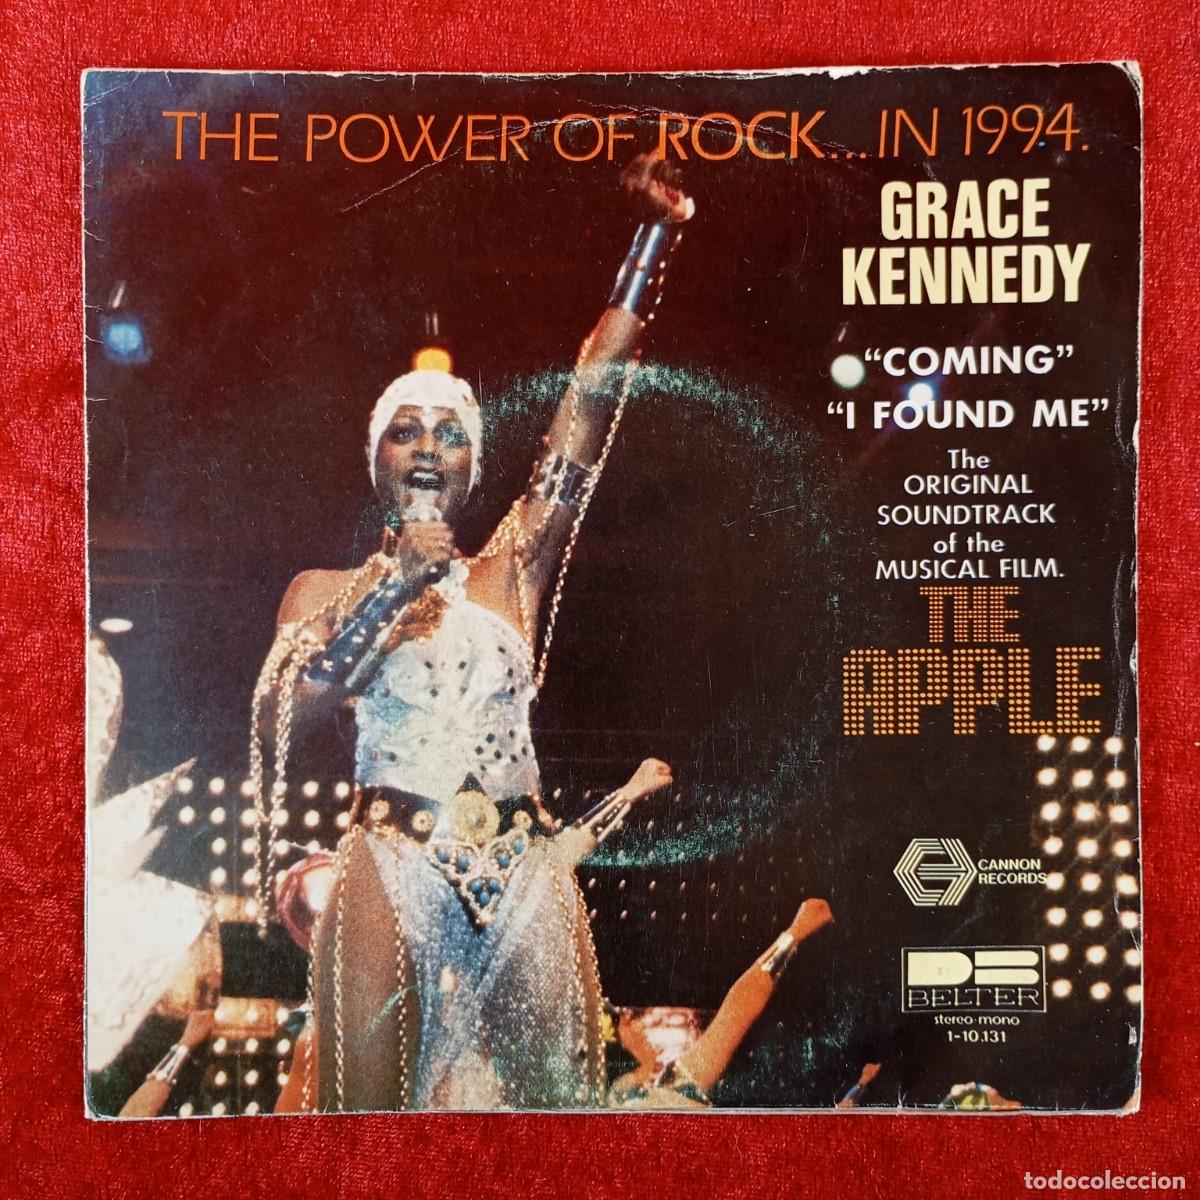 THE POWER OF ROCK... IN 1994.
GRACE
KENNEDY
“COMING”
“I FOUND ME”
The
ORIGINAL
SOUNDTRACK
of the
MUSICAL FILM.
THE
APPLE
CANNON
RECORDS
BELTER
stereo-mono
1-10.131
todocoleccion